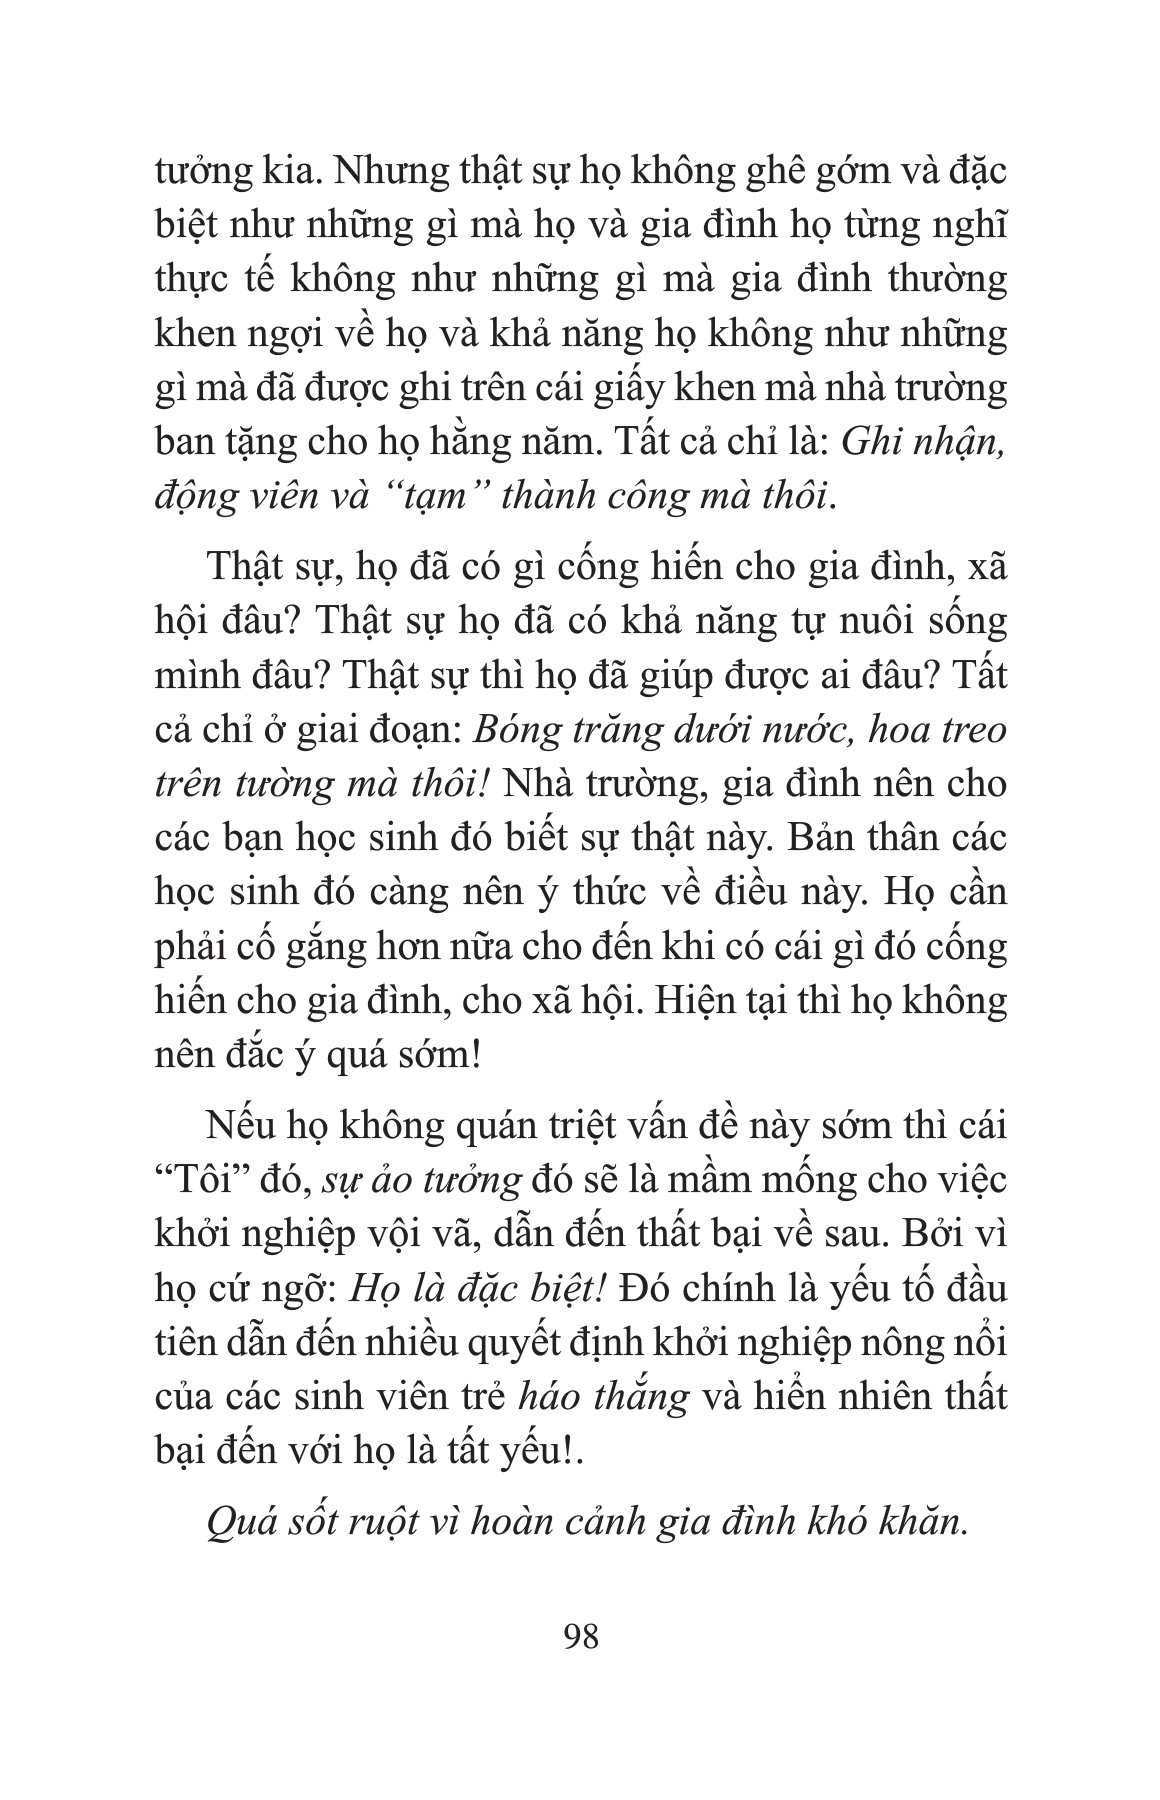 tưởng kia. Nhưng thật sự họ không ghê gớm và đặc
biệt như những gì mà họ và gia đình họ từng nghĩ
thực tế không như những gì mà gia đình thường
khen ngợi về họ và khả năng họ không như những
gì mà đã được ghi trên cái giấy khen mà nhà trường
ban tặng cho họ hằng năm. Tất cả chỉ là: Ghi nhận,
động viên và “tạm” thành công mà thôi.
Thật sự, họ đã có gì cống hiến cho gia đình, xã
hội đâu? Thật sự họ đã có khả năng tự nuôi sống
mình đâu? Thật sự thì họ đã giúp được ai đâu? Tất
cả chỉ ở giai đoạn: Bóng trăng dưới nước, hoa treo
trên tường mà thôi! Nhà trường, gia đình nên cho
các bạn học sinh đó biết sự thật này. Bản thân các
học sinh đó càng nên ý thức về điều này. Họ cần
phải cố gắng hơn nữa cho đến khi có cái gì đó cống
hiến cho gia đình, cho xã hội. Hiện tại thì họ không
nên đắc ý quá sớm!
Nếu họ không quán triệt vấn đề này sớm thì cái
“Tôi” đó, sự ảo tưởng đó sẽ là mầm mống cho việc
khởi nghiệp vội vã, dẫn đến thất bại về sau. Bởi vì
họ cứ ngỡ: Họ là đặc biệt! Đó chính là yếu tố đầu
tiên dẫn đến nhiều quyết định khởi nghiệp nông nổi
của các sinh viên trẻ háo thắng và hiển nhiên thất
bại đến với họ là tất yếu!.
Quá sốt ruột vì hoàn cảnh gia đình khó khăn.
98